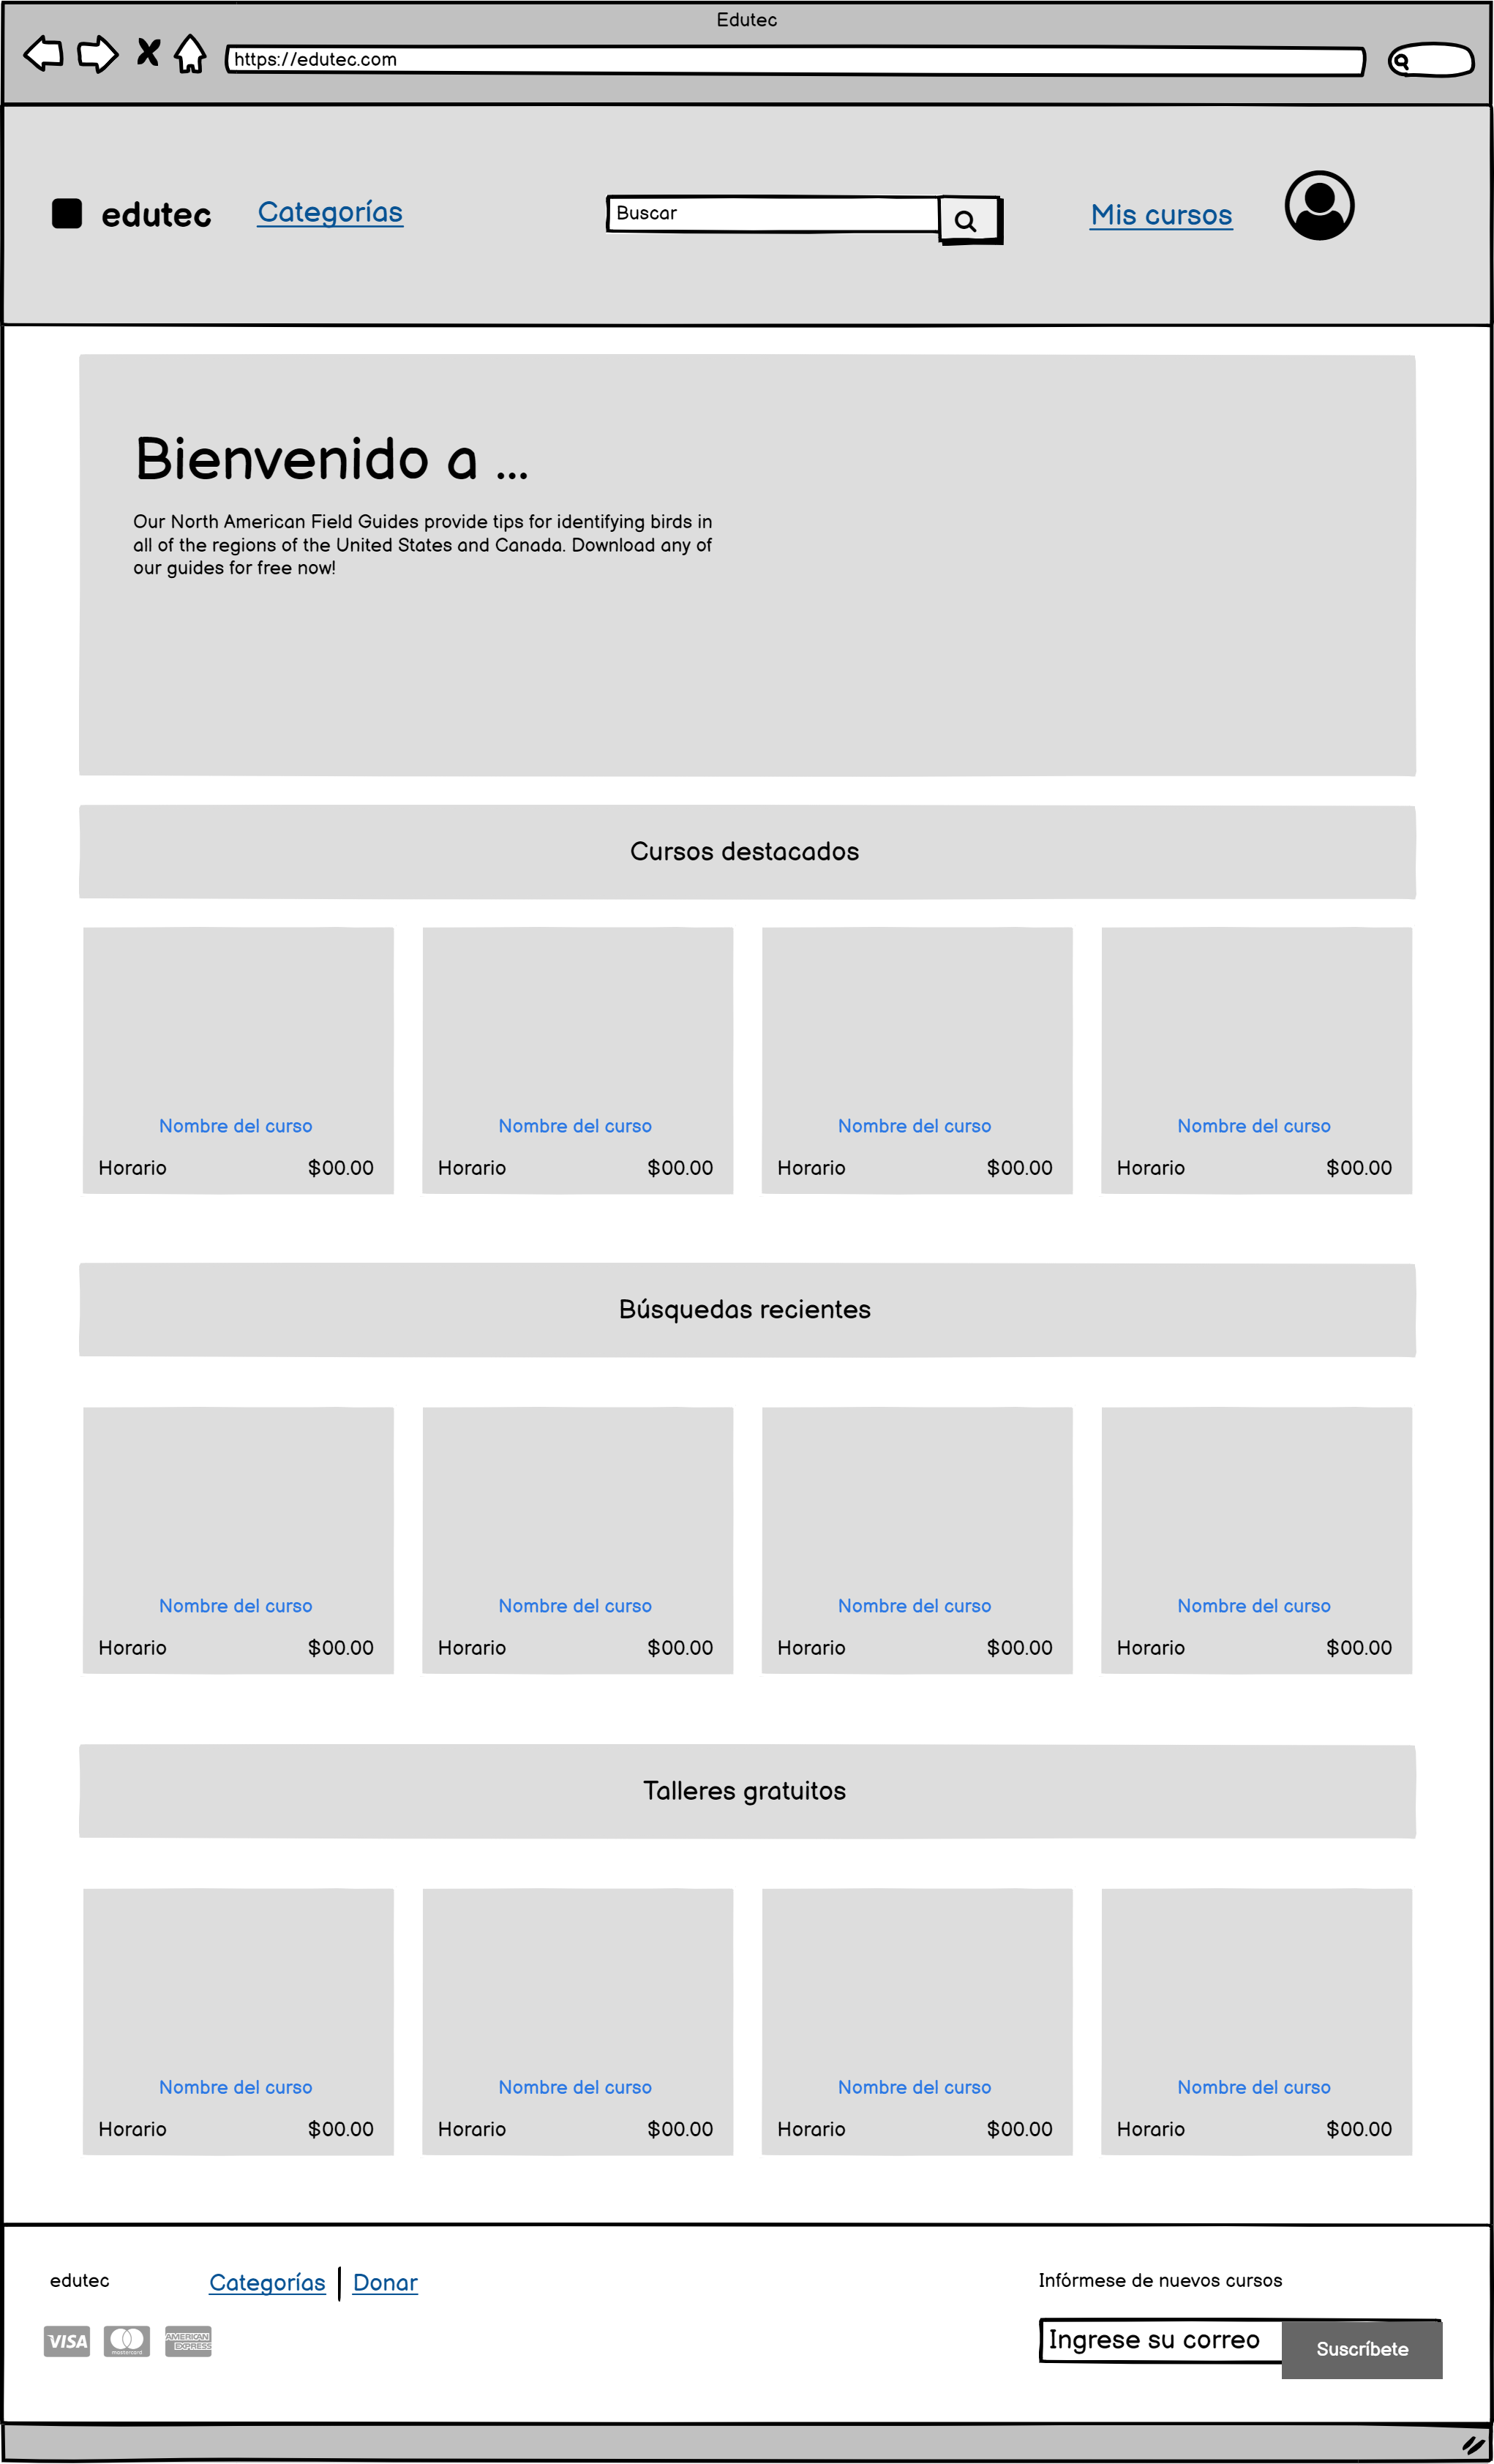 Edutec
https://edutec.com
edutec Categorías Buscar Mis cursos
Bienvenido a ...
Our North American Field Guides provide tips for identifying birds in
all of the regions of the United States and Canada. Download any of
our guides for free now!
Cursos destacados
Nombre del curso Nombre del curso Nombre del curso Nombre del curso
Horario $00.00 Horario $00.00 Horario $00.00 Horario $00.00
Búsquedas recientes
Nombre del curso Nombre del curso Nombre del curso Nombre del curso
Horario $00.00 Horario $00.00 Horario $00.00 Horario $00.00
Talleres gratuitos
Nombre del curso Nombre del curso Nombre del curso Nombre del curso
Horario $00.00 Horario $00.00 Horario $00.00 Horario $00.00
edutec Categorías Donar Infórmese de nuevos cursos
VISA mastercard AMERICAN EXPRESS Ingrese su correo Suscríbete